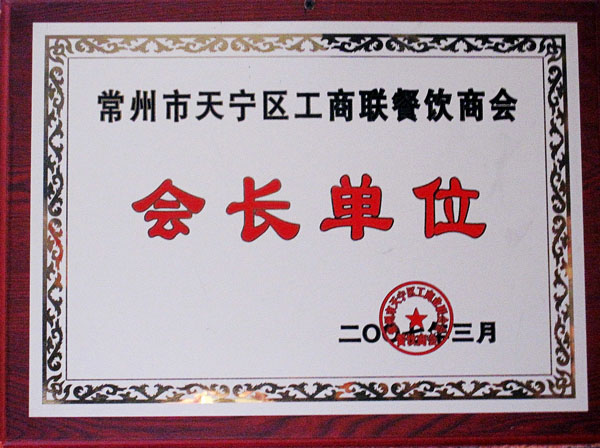 常州市天宁区工商联餐饮商会
会长单位
二〇〇七年三月